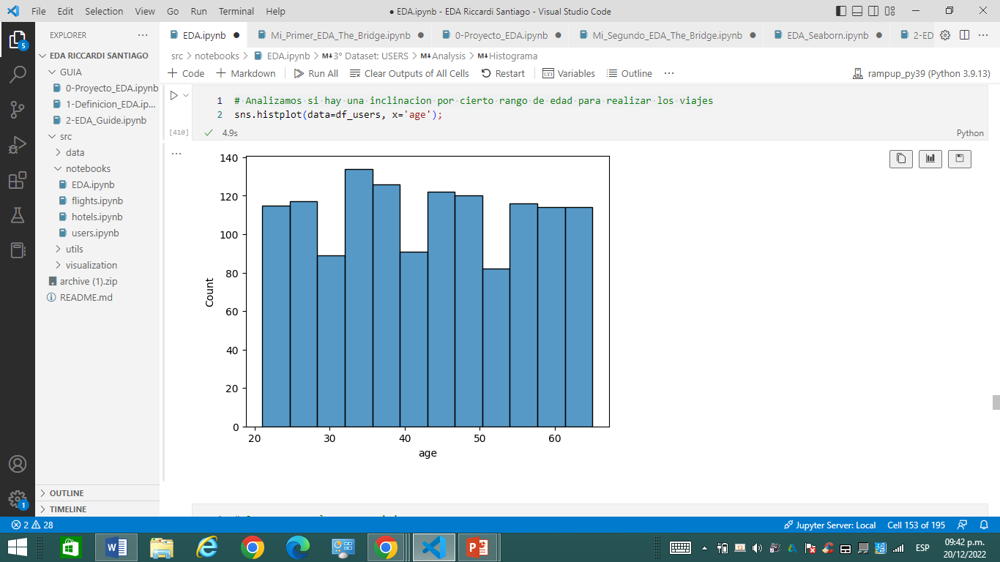 File Edit Selection View Go Run Terminal Help ● EDA.ipynb - EDA Riccardi Santiago - Visual Studio Code
EXPLORER ···
EDA.ipynb ● Mi_Primer_EDA_The_Bridge.ipynb ● 0-Proyecto_EDA.ipynb ● Mi_Segundo_EDA_The_Bridge.ipynb ● EDA_Seaborn.ipynb ● 2-ED
5
EDA RICCARDI SANTIAGO
src > notebooks > EDA.ipynb > M↓3° Dataset: USERS > M↓Analysis > M↓Histograma
GUIA
+ Code + Markdown Run All Clear Outputs of All Cells Restart Variables Outline ··· rampup_py39 (Python 3.9.13)
0-Proyecto_EDA.ipynb
1-Definicion_EDA.ip...
2-EDA_Guide.ipynb
src
data
notebooks
EDA.ipynb
flights.ipynb
hotels.ipynb
users.ipynb
utils
visualization
archive (1).zip
README.md
1 # Analizamos si hay una inclinacion por cierto rango de edad para realizar los viajes
2 sns.histplot(data=df_users, x='age');
[410] 4.9s Python
140
120
100
80
60
40
20
0
Count
20 30 40 50 60
age
1
OUTLINE
TIMELINE
2 28 Jupyter Server: Local Cell 153 of 195
ESP 09:42 p.m.
20/12/2022